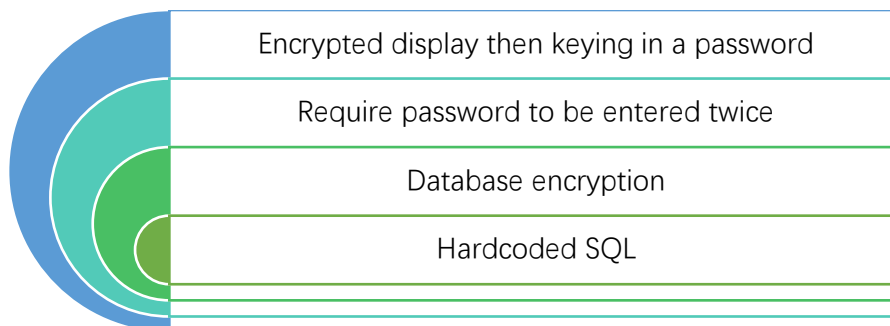 Encrypted display then keying in a password
Require password to be entered twice
Database encryption
Hardcoded SQL